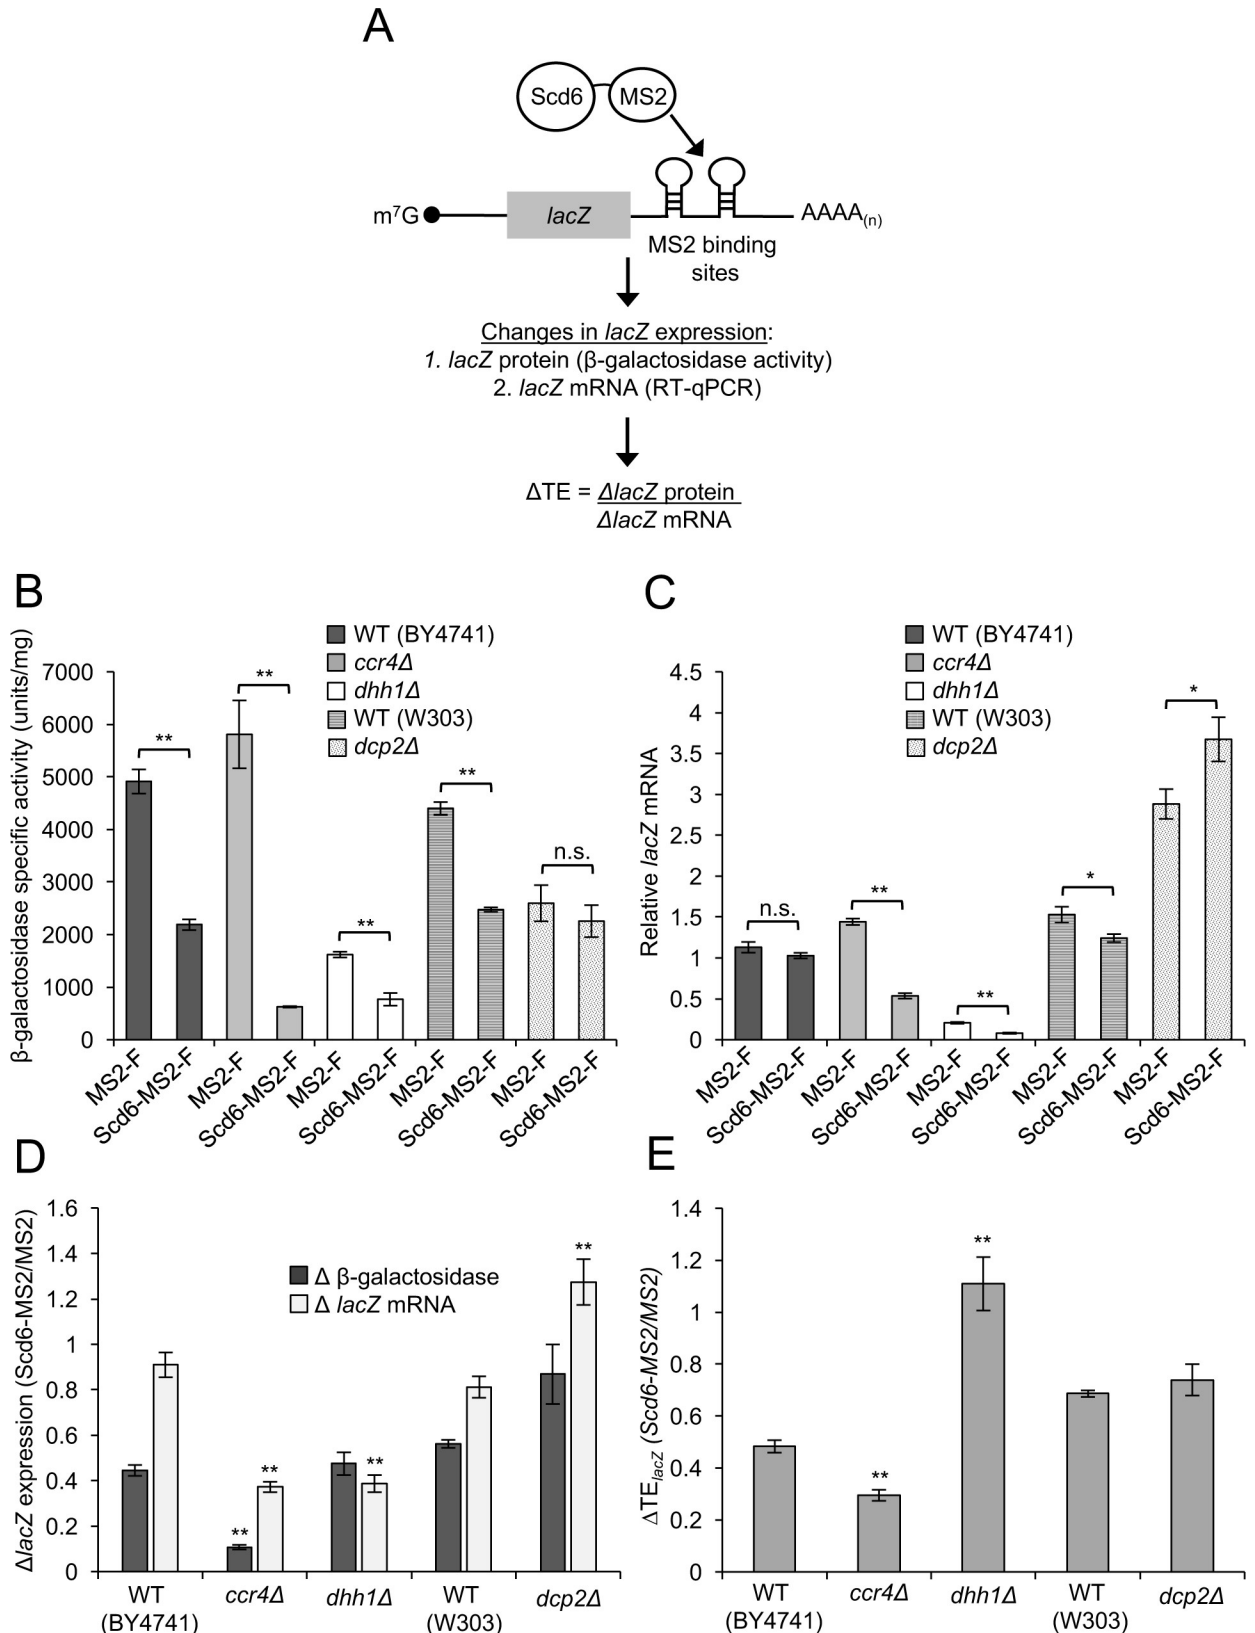 A
Scd6 MS2
m⁷G lacZ AAAA(n)
MS2 binding
sites
Changes in lacZ expression:
1. lacZ protein (β-galactosidase activity)
2. lacZ mRNA (RT-qPCR)
ΔTE = ΔlacZ protein
ΔlacZ mRNA
B
β-galactosidase specific activity (units/mg)
WT (BY4741)
ccr4Δ
dhh1Δ
WT (W303)
dcp2Δ
7000
6000
5000
4000
3000
2000
1000
0
**
**
**
**
n.s.
MS2-F
Scd6-MS2-F
MS2-F
Scd6-MS2-F
MS2-F
Scd6-MS2-F
MS2-F
Scd6-MS2-F
MS2-F
Scd6-MS2-F
C
Relative lacZ mRNA
WT (BY4741)
ccr4Δ
dhh1Δ
WT (W303)
dcp2Δ
4.5
4
3.5
3
2.5
2
1.5
1
0.5
0
n.s.
**
**
*
*
MS2-F
Scd6-MS2-F
MS2-F
Scd6-MS2-F
MS2-F
Scd6-MS2-F
MS2-F
Scd6-MS2-F
MS2-F
Scd6-MS2-F
D
ΔlacZ expression (Scd6-MS2/MS2)
Δ β-galactosidase
Δ lacZ mRNA
1.6
1.4
1.2
1
0.8
0.6
0.4
0.2
0
**
**
**
**
WT
(BY4741)
ccr4Δ
dhh1Δ
WT
(W303)
dcp2Δ
E
ΔTElacZ (Scd6-MS2/MS2)
1.4
1.2
1
0.8
0.6
0.4
0.2
0
**
**
WT
(BY4741)
ccr4Δ
dhh1Δ
WT
(W303)
dcp2Δ